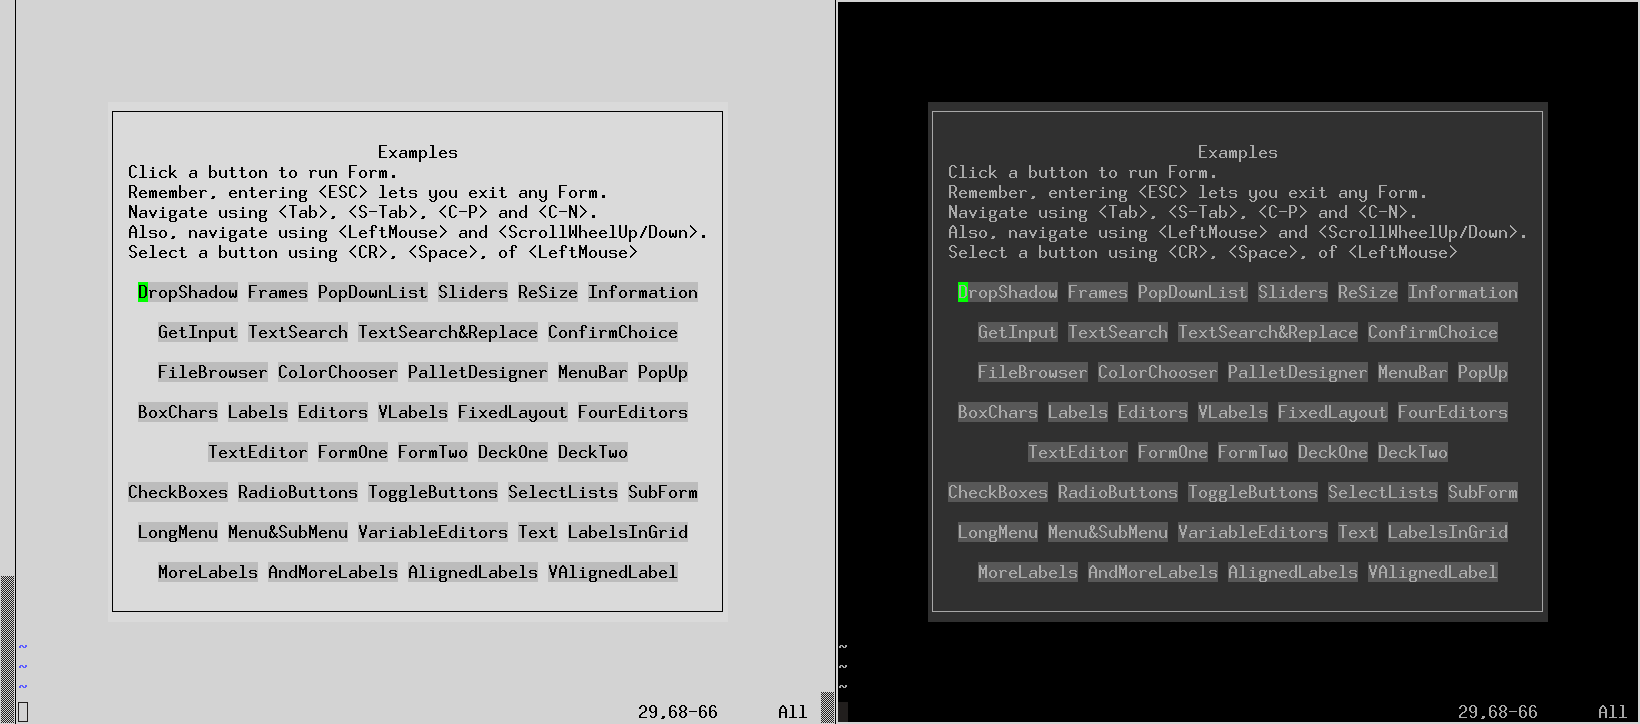 Examples
Click a button to run Form.
Remember, entering <ESC> lets you exit any Form.
Navigate using <Tab>, <S-Tab>, <C-P> and <C-N>.
Also, navigate using <LeftMouse> and <ScrollWheelUp/Down>.
Select a button using <CR>, <Space>, of <LeftMouse>
DropShadow Frames PopDownList Sliders ReSize Information
GetInput TextSearch TextSearch&Replace ConfirmChoice
FileBrowser ColorChooser PalletDesigner MenuBar PopUp
BoxChars Labels Editors VLabels FixedLayout FourEditors
TextEditor FormOne FormTwo DeckOne DeckTwo
CheckBoxes RadioButtons ToggleButtons SelectLists SubForm
LongMenu Menu&SubMenu VariableEditors Text LabelsInGrid
MoreLabels AndMoreLabels AlignedLabels VAlignedLabel
~
~
~
29,68-66 All
Examples
Click a button to run Form.
Remember, entering <ESC> lets you exit any Form.
Navigate using <Tab>, <S-Tab>, <C-P> and <C-N>.
Also, navigate using <LeftMouse> and <ScrollWheelUp/Down>.
Select a button using <CR>, <Space>, of <LeftMouse>
DropShadow Frames PopDownList Sliders ReSize Information
GetInput TextSearch TextSearch&Replace ConfirmChoice
FileBrowser ColorChooser PalletDesigner MenuBar PopUp
BoxChars Labels Editors VLabels FixedLayout FourEditors
TextEditor FormOne FormTwo DeckOne DeckTwo
CheckBoxes RadioButtons ToggleButtons SelectLists SubForm
LongMenu Menu&SubMenu VariableEditors Text LabelsInGrid
MoreLabels AndMoreLabels AlignedLabels VAlignedLabel
~
~
~
29,68-66 All